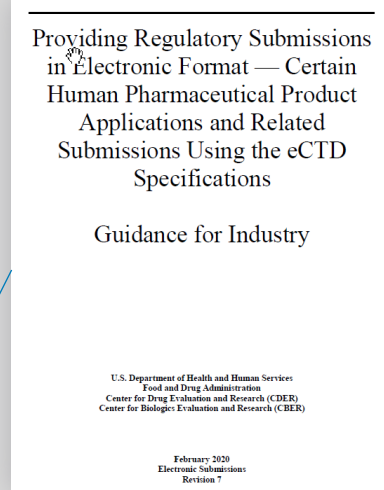 Providing Regulatory Submissions
in Electronic Format — Certain
Human Pharmaceutical Product
Applications and Related
Submissions Using the eCTD
Specifications
Guidance for Industry
U.S. Department of Health and Human Services
Food and Drug Administration
Center for Drug Evaluation and Research (CDER)
Center for Biologics Evaluation and Research (CBER)
February 2020
Electronic Submissions
Revision 7